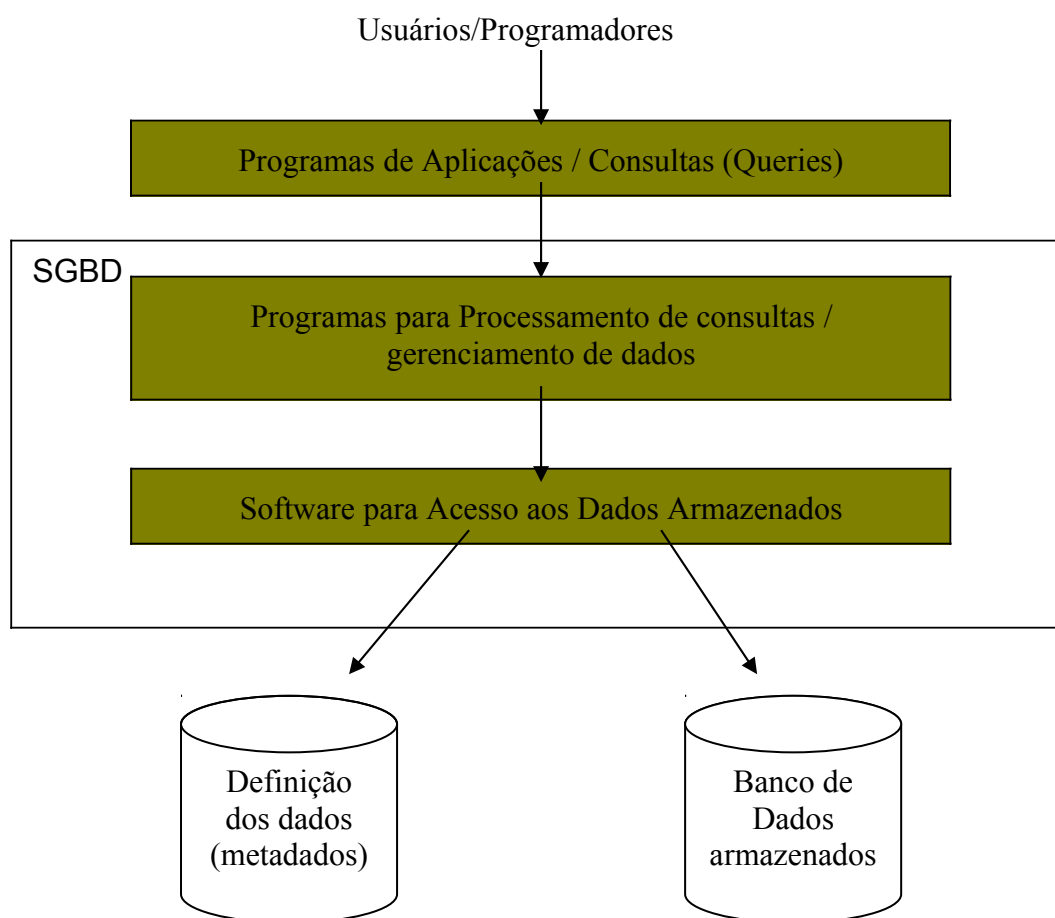 Usuários/Programadores
Programas de Aplicações / Consultas (Queries)
SGBD
Programas para Processamento de consultas /
gerenciamento de dados
Software para Acesso aos Dados Armazenados
Definição
dos dados
(metadados)
Banco de
Dados
armazenados